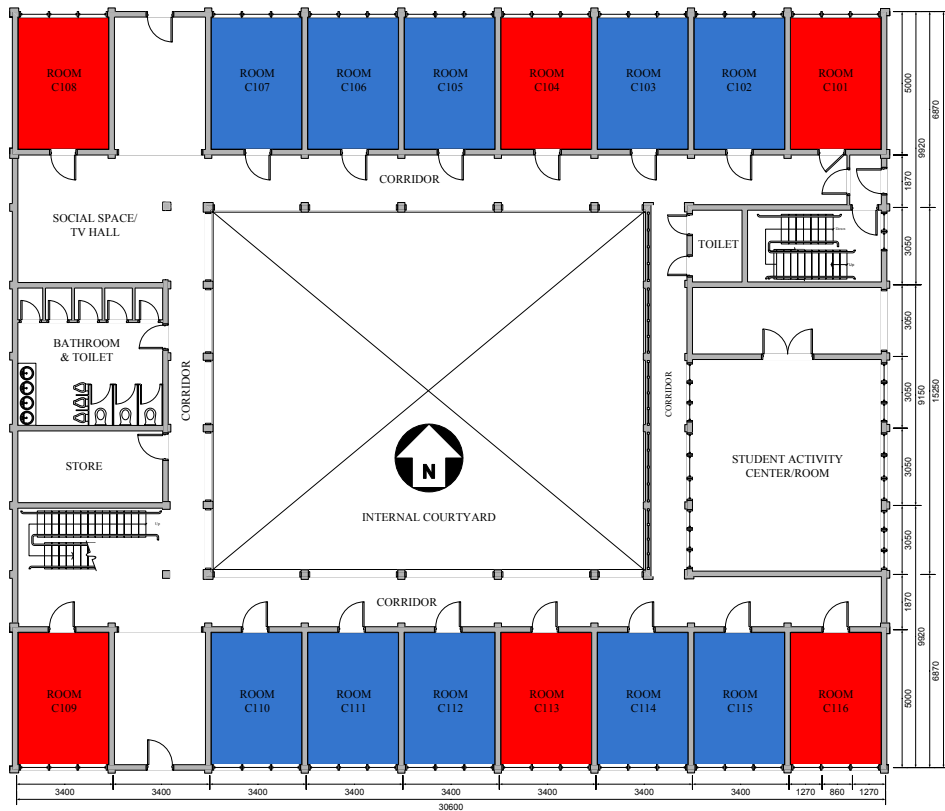 ROOM
C108
ROOM
C107
ROOM
C106
ROOM
C105
ROOM
C104
ROOM
C103
ROOM
C102
ROOM
C101
CORRIDOR
SOCIAL SPACE/
TV HALL
TOILET
Down
Up
BATHROOM
& TOILET
CORRIDOR
CORRIDOR
N
STORE
STUDENT ACTIVITY
CENTER/ROOM
INTERNAL COURTYARD
Up
CORRIDOR
ROOM
C109
ROOM
C110
ROOM
C111
ROOM
C112
ROOM
C113
ROOM
C114
ROOM
C115
ROOM
C116
5000
1870
3050
3050
3050
3050
3050
1870
5000
9920
9150
9920
6870
15250
6870
3400
3400
3400
3400
3400
3400
3400
3400
1270
860
1270
30600